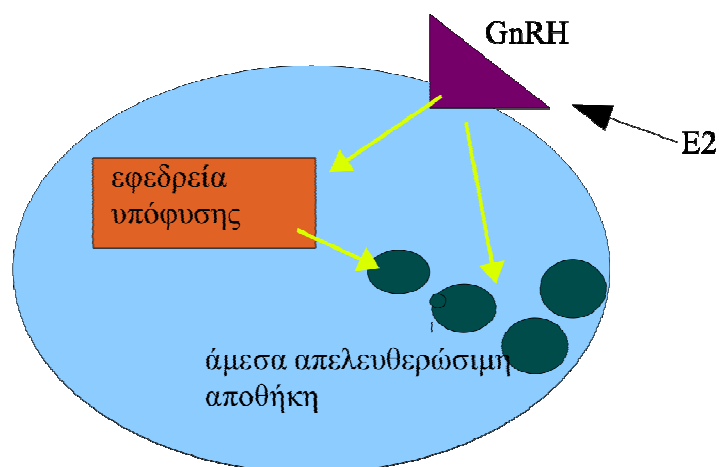 GnRH
E2
εφεδρεία
υπόφυσης
άμεσα απελευθερώσιμη
αποθήκη